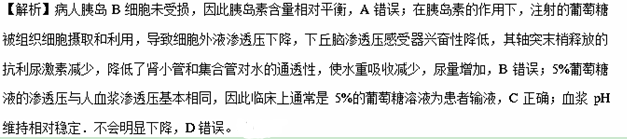 【解析】病人胰岛 B 细胞未受损，因此胰岛素含量相对平衡，A 错误；在胰岛素的作用下，注射的葡萄糖
被组织细胞摄取和利用，导致细胞外液渗透压下降，下丘脑渗透压感受器兴奋性降低，其轴突末梢释放的
抗利尿激素减少，降低了肾小管和集合管对水的通透性，使水重吸收减少，尿量增加，B 错误；5%葡萄糖
液的渗透压与人血浆渗透压基本相同，因此临床上通常是 5%的葡萄糖溶液为患者输液，C 正确；血浆 pH
维持相对稳定．不会明显下降，D 错误。